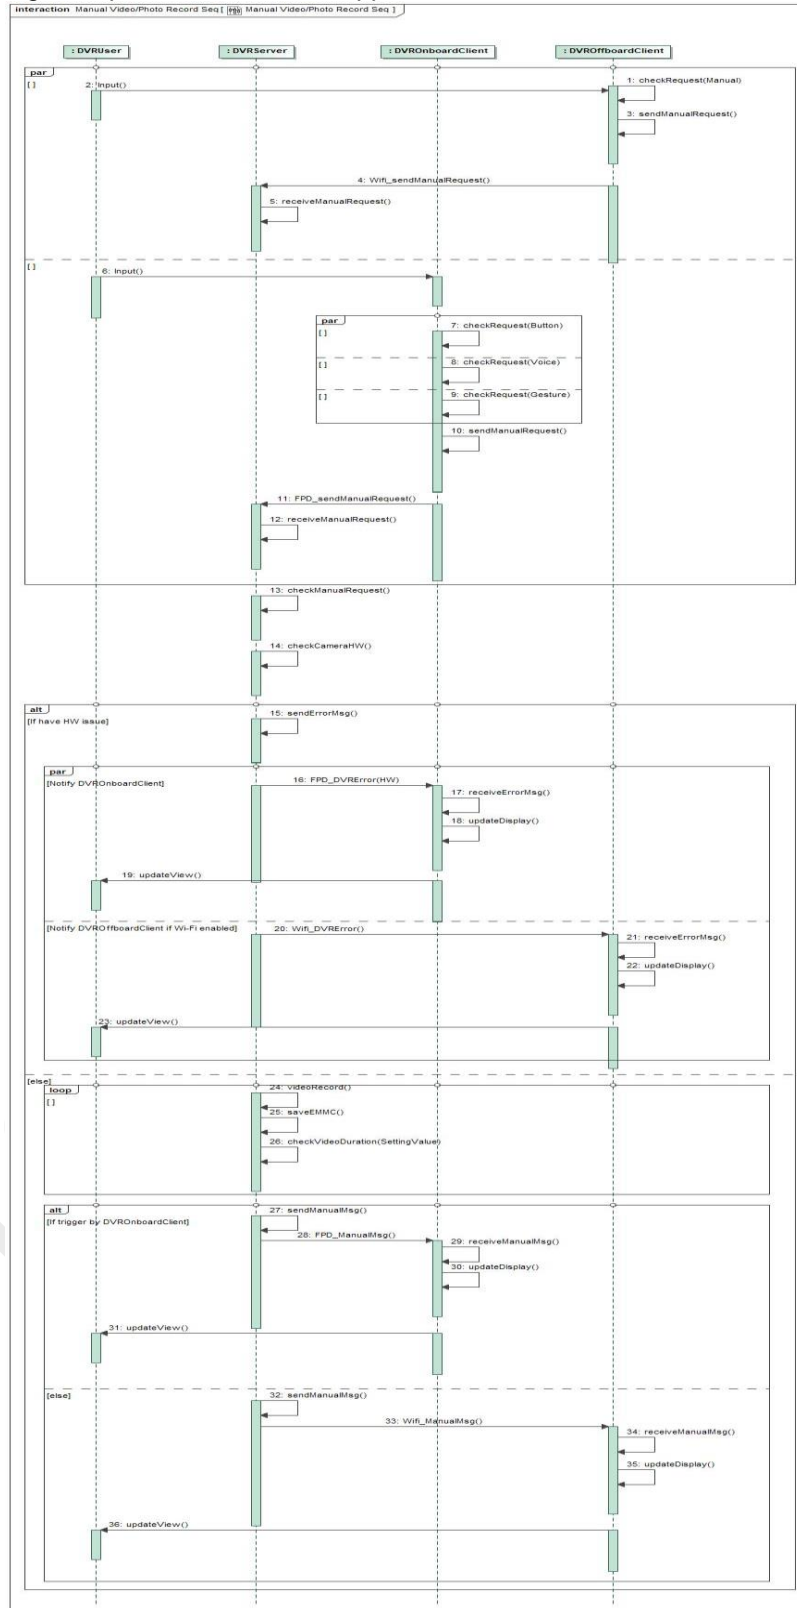 interaction Manual Video/Photo Record Seq [ Manual Video/Photo Record Seq ]
: DVRUser : DVRServer : DVROnboardClient : DVROffboardClient
par
[ ]
1: checkRequest(Manual)
2: Input()
3: sendManualRequest()
4: Wifi_sendManualRequest()
5: receiveManualRequest()
[ ]
6: Input()
par
[ ]
7: checkRequest(Button)
[ ]
8: checkRequest(Voice)
[ ]
9: checkRequest(Gesture)
10: sendManualRequest()
11: FPD_sendManualRequest()
12: receiveManualRequest()
13: checkManualRequest()
14: checkCameraHW()
alt
[If have HW issue]
15: sendErrorMsg()
par
[Notify DVROnboardClient]
16: FPD_DVRError(HW)
17: receiveErrorMsg()
18: updateDisplay()
19: updateView()
[Notify DVROffboardClient if Wi-Fi enabled]
20: Wifi_DVRError()
21: receiveErrorMsg()
22: updateDisplay()
23: updateView()
[else]
loop
[ ]
24: videoRecord()
25: saveEMMC()
26: checkVideoDuration(SettingValue)
alt
[If trigger by DVROnboardClient]
27: sendManualMsg()
28: FPD_ManualMsg()
29: receiveManualMsg()
30: updateDisplay()
31: updateView()
[else]
32: sendManualMsg()
33: Wifi_ManualMsg()
34: receiveManualMsg()
35: updateDisplay()
36: updateView()